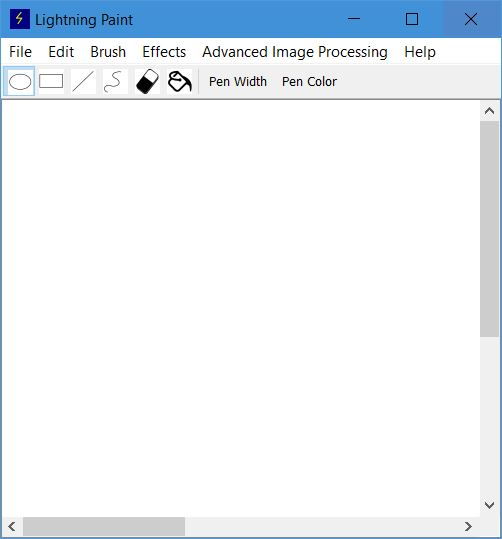 Lightning Paint
File Edit Brush Effects Advanced Image Processing Help
Pen Width Pen Color